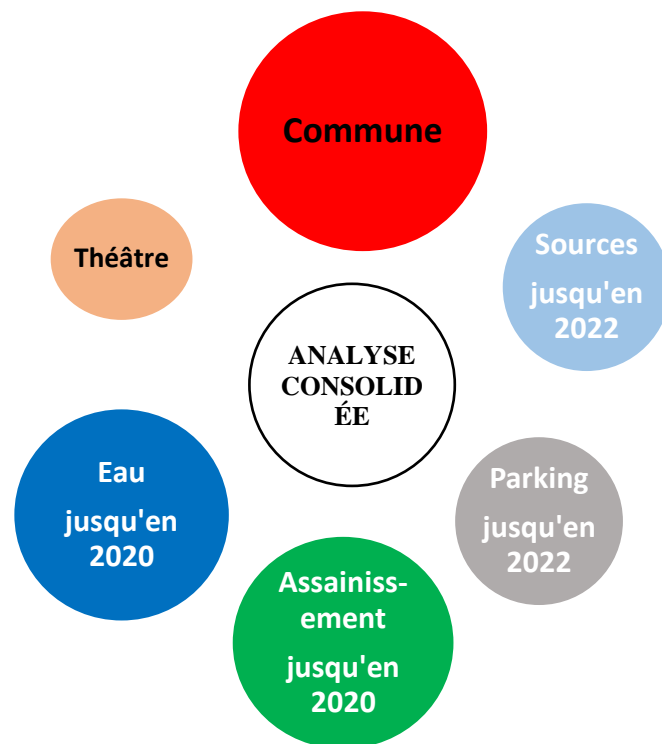 Commune
Théâtre
Sources
jusqu'en
2022
ANALYSE
CONSOLID
ÉE
Eau
jusqu'en
2020
Parking
jusqu'en
2022
Assainiss-
ement
jusqu'en
2020